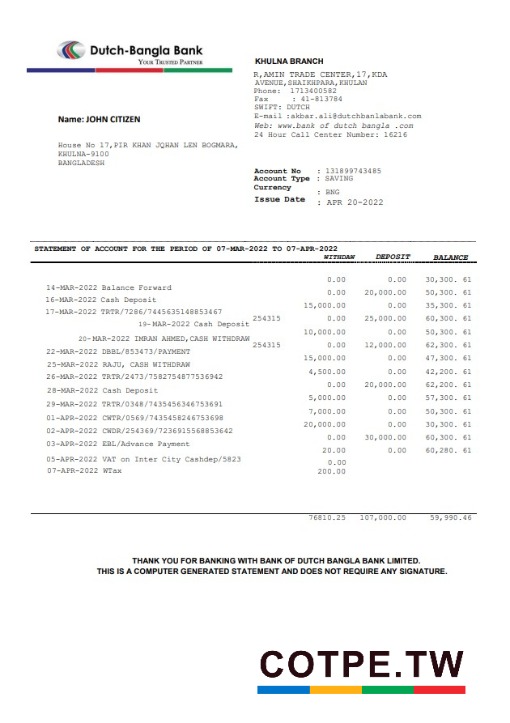 Dutch-Bangla Bank
YOUR TRUSTED PARTNER
KHULNA BRANCH
R,AMIN TRADE CENTER,17,KDA
AVENUE,SHAIKHPARA,KHULAN
Phone: 1713400582
Fax : 41-813784
SWIFT: DUTCH
E-mail :akbar.ali@dutchbanlabank.com
Web: www.bank of dutch bangla .com
24 Hour Call Center Number: 16216
Name: JOHN CITIZEN
House No 17,PIR KHAN JQHAN LEN BOGMARA,
KHULNA-9100
BANGLADESH
Account No : 131899743485
Account Type : SAVING
Currency : BNG
Issue Date : APR 20-2022
STATEMENT OF ACCOUNT FOR THE PERIOD OF 07-MAR-2022 TO 07-APR-2022
WITHDAW DEPOSIT BALANCE
0.00 0.00 30,300. 61
14-MAR-2022 Balance Forward
0.00 20,000.00 50,300. 61
16-MAR-2022 Cash Deposit
15,000.00 0.00 35,300. 61
17-MAR-2022 TRTR/7286/7445635148853467
254315 0.00 25,000.00 60,300. 61
19-MAR-2022 Cash Deposit
10,000.00 0.00 50,300. 61
20-MAR-2022 IMRAN AHMED,CASH WITHDRAW
254315 0.00 12,000.00 62,300. 61
22-MAR-2022 DBBL/853473/PAYMENT
15,000.00 0.00 47,300. 61
25-MAR-2022 RAJU, CASH WITHDRAW
4,500.00 0.00 42,200. 61
26-MAR-2022 TRTR/2473/7582754877536942
0.00 20,000.00 62,200. 61
28-MAR-2022 Cash Deposit
5,000.00 0.00 57,300. 61
29-MAR-2022 TRTR/0348/7435456346753691
7,000.00 0.00 50,300. 61
01-APR-2022 CWTR/0569/7435458246753698
20,000.00 0.00 30,300. 61
02-APR-2022 CWDR/254369/7236915568853642
0.00 30,000.00 60,300. 61
03-APR-2022 EBL/Advance Payment
20.00 0.00 60,280. 61
05-APR-2022 VAT on Inter City Cashdep/5823
0.00
07-APR-2022 WTax 200.00
76810.25 107,000.00 59,990.46
THANK YOU FOR BANKING WITH BANK OF DUTCH BANGLA BANK LIMITED.
THIS IS A COMPUTER GENERATED STATEMENT AND DOES NOT REQUIRE ANY SIGNATURE.
COTPE.TW